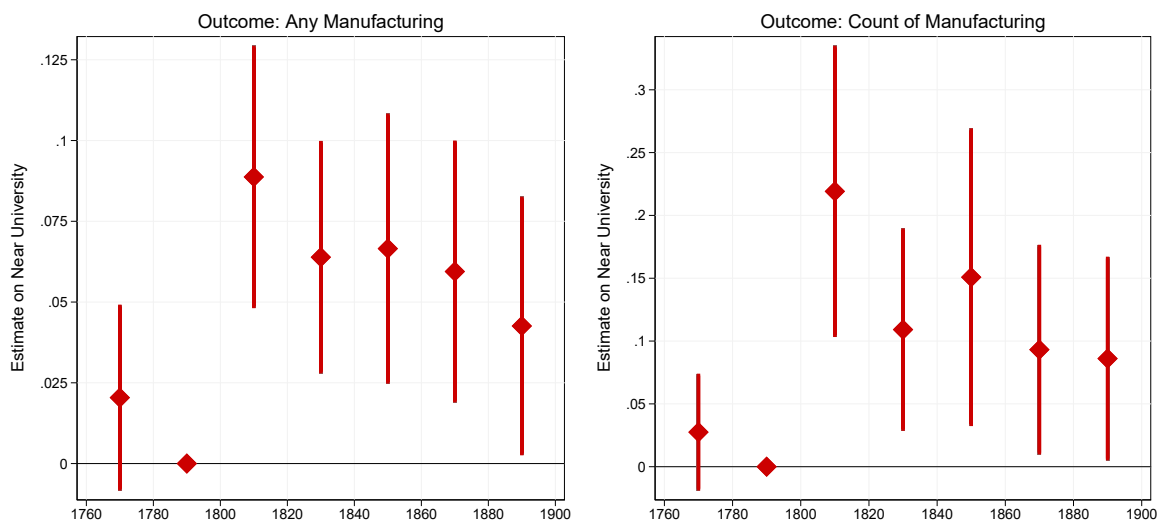 Outcome: Any Manufacturing
Estimate on Near University
.125
.1
.075
.05
.025
0
1760 1780 1800 1820 1840 1860 1880 1900
Outcome: Count of Manufacturing
Estimate on Near University
.3
.25
.2
.15
.1
.05
0
1760 1780 1800 1820 1840 1860 1880 1900